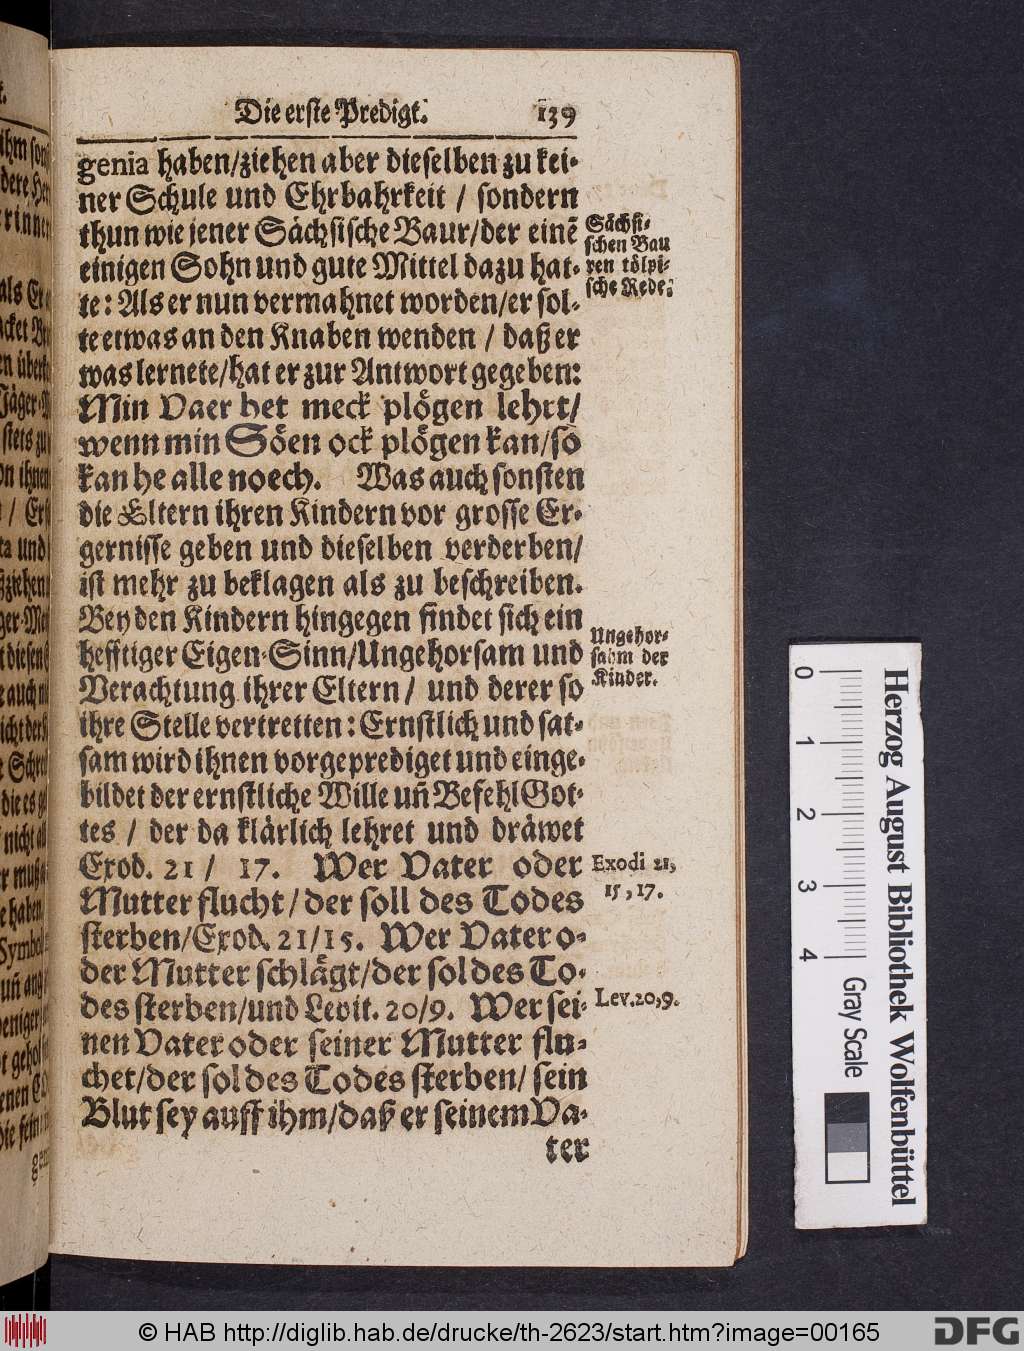 Die erste Predigt. 139
genia haben/ziehen aber dieselben zu kei-
ner Schule und Ehrbahrkeit / sondern
thun wie jener Sächsische Baur/der einē
einigen Sohn und gute Mittel dazu hat-
te: Als er nun vermahnet worden/er sol-
te etwas an den Knaben wenden / daß er
was lernete/hat er zur Antwort gegeben:
Min Vaer het meck plögen lehrt/
wenn min Söen ock plögen kan/so
kan he alle noech. Was auch sonsten
die Eltern ihren Kindern vor grosse Er-
gernisse geben und dieselben verderben/
ist mehr zu beklagen als zu beschreiben.
Bey den Kindern hingegen findet sich ein
hefftiger Eigen-Sinn/Ungehorsam und
Verachtung ihrer Eltern/ und derer so
ihre Stelle vertretten: Ernstlich und sat-
sam wird ihnen vorgeprediget und einge-
bildet der ernstliche Wille uñ Befehl Got-
tes / der da klärlich lehret und dräwet
Exod. 21 / 17. Wer Vater oder
Mutter flucht/der soll des Todes
sterben/Exod. 21/15. Wer Vater o-
der Mutter schlägt/der sol des To-
des sterben/und Levit. 20/9. Wer sei-
nen Vater oder seiner Mutter flu-
chet/der sol des Todes sterben/ sein
Blut sey auff ihm/daß er seinem Va-
ter
Sächsi-
schen Bau
ren tölpi-
sche Rede.
Ungehor-
sahm der
Kinder.
Exodi 21,
15, 17.
Lev. 20, 9.
0 1 2 3 4
Gray Scale
Herzog August Bibliothek Wolfenbüttel
© HAB http://diglib.hab.de/drucke/th-2623/start.htm?image=00165
DFG